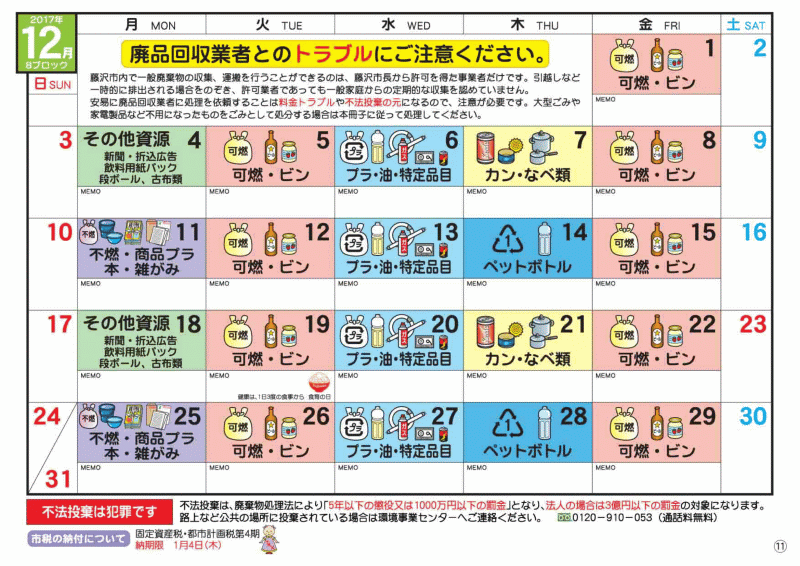 2017年
12月
8ブロック
日 SUN
月 MON
火 TUE
水 WED
木 THU
金 FRI
土 SAT
廃品回収業者とのトラブルにご注意ください。
藤沢市内で一般廃棄物の収集、運搬を行うことができるのは、藤沢市長から許可を得た事業者だけです。引越しなど
一時的に排出される場合をのぞき、許可業者であっても一般家庭からの定期的な収集を認めていません。
安易に廃品回収業者に処理を依頼することは料金トラブルや不法投棄の元になるので、注意が必要です。大型ごみや
家電製品など不用になったものをごみとして処分する場合は本冊子に従って処理してください。
可燃 1
可燃・ビン
MEMO
2
3
その他資源 4
新聞・折込広告
飲料用紙パック
段ボール、古布類
MEMO
可燃 5
可燃・ビン
MEMO
プラ 6
プラ・油・特定品目
MEMO
7
カン・なべ類
MEMO
可燃 8
可燃・ビン
MEMO
9
10
不燃 11
不燃・商品プラ
本・雑がみ
MEMO
可燃 12
可燃・ビン
MEMO
プラ 13
プラ・油・特定品目
MEMO
1 14
ペットボトル
MEMO
可燃 15
可燃・ビン
MEMO
16
17
その他資源 18
新聞・折込広告
飲料用紙パック
段ボール、古布類
MEMO
可燃 19
可燃・ビン
MEMO
健康は、1日3度の食事から 食育の日
プラ 20
プラ・油・特定品目
MEMO
21
カン・なべ類
MEMO
可燃 22
可燃・ビン
MEMO
23
24
31
不燃 25
不燃・商品プラ
本・雑がみ
MEMO
可燃 26
可燃・ビン
MEMO
プラ 27
プラ・油・特定品目
MEMO
1 28
ペットボトル
MEMO
可燃 29
可燃・ビン
MEMO
30
不法投棄は犯罪です
不法投棄は、廃棄物処理法により「5年以下の懲役又は1000万円以下の罰金」となり、法人の場合は3億円以下の罰金の対象になります。
路上など公共の場所に投棄されている場合は環境事業センターへご連絡ください。 0120-910-053（通話料無料）
市税の納付について
固定資産税・都市計画税第4期
納期限 1月4日(木)
11